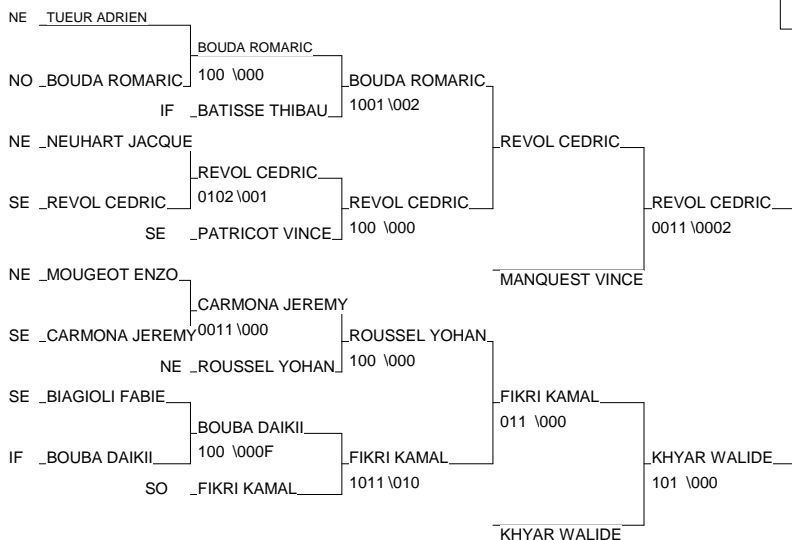 NE TUEUR ADRIEN
BOUDA ROMARIC
NO BOUDA ROMARIC 100 \000 BOUDA ROMARIC
IF BATISSE THIBAU 1001 \002
NE NEUHART JACQUE REVOL CEDRIC
REVOL CEDRIC
SE REVOL CEDRIC 0102 \001 REVOL CEDRIC REVOL CEDRIC
SE PATRICOT VINCE 100 \000 0011 \0002
NE MOUGEOT ENZO MANQUEST VINCE
CARMONA JEREMY
SE CARMONA JEREMY 0011 \000 ROUSSEL YOHAN
NE ROUSSEL YOHAN 100 \000
SE BIAGIOLI FABIE FIKRI KAMAL
BOUBA DAIKII 011 \000
IF BOUBA DAIKII 100 \000F FIKRI KAMAL KHYAR WALIDE
SO FIKRI KAMAL 1011 \010 101 \000
KHYAR WALIDE